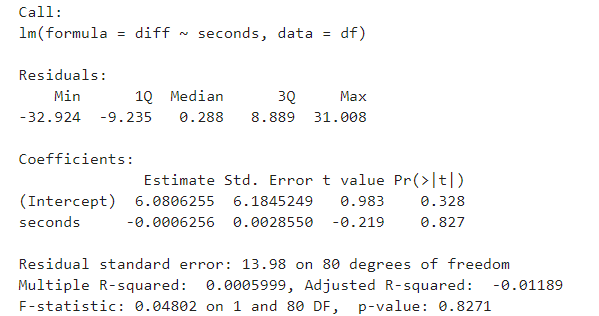 Call:
lm(formula = diff ~ seconds, data = df)
Residuals:
    Min      1Q  Median      3Q     Max
-32.924  -9.235   0.288   8.889  31.008
Coefficients:
              Estimate Std. Error t value Pr(>|t|)
(Intercept)  6.0806255  6.1845249   0.983    0.328
seconds     -0.0006256  0.0028550  -0.219    0.827
Residual standard error: 13.98 on 80 degrees of freedom
Multiple R-squared:  0.0005999, Adjusted R-squared:  -0.01189
F-statistic: 0.04802 on 1 and 80 DF,  p-value: 0.8271